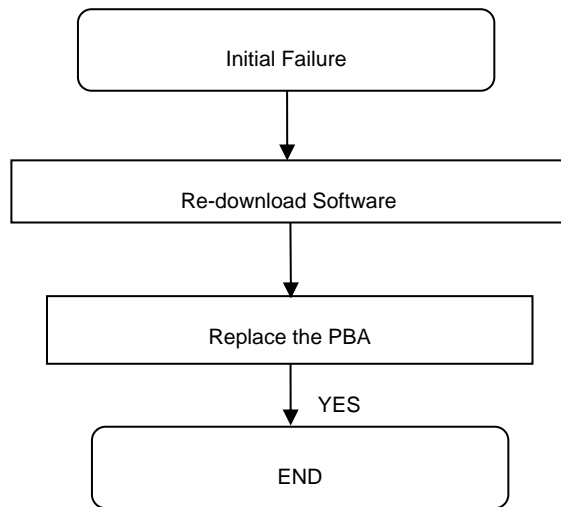 Initial Failure
Re-download Software
Replace the PBA
YES
END